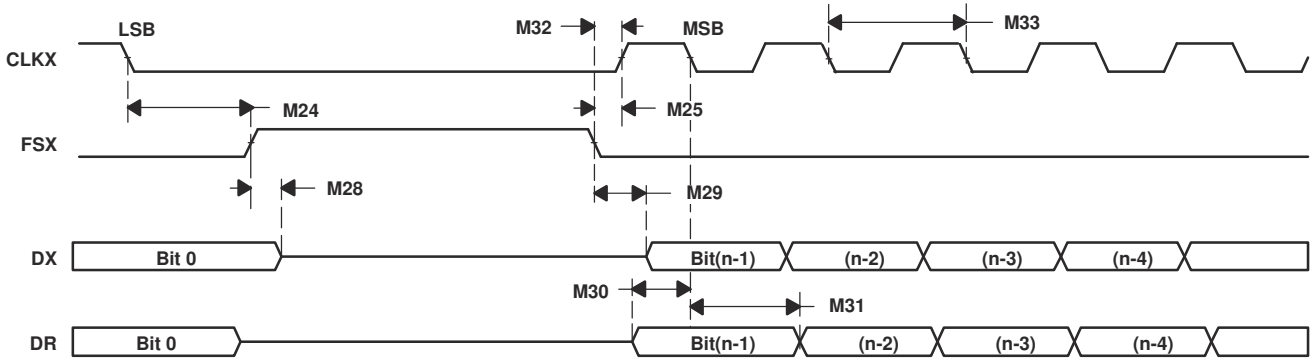 LSB
M32
MSB
M33
CLKX
M24
M25
FSX
M28
M29
DX
Bit 0
Bit(n-1)
(n-2)
(n-3)
(n-4)
M30
M31
DR
Bit 0
Bit(n-1)
(n-2)
(n-3)
(n-4)